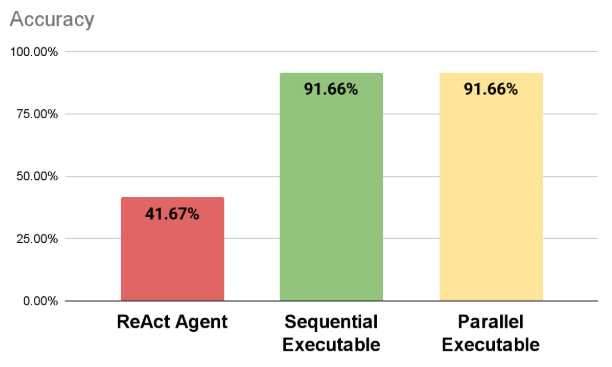 Accuracy
100.00%
75.00%
50.00%
25.00%
0.00%
41.67%
91.66%
91.66%
ReAct Agent
Sequential
Executable
Parallel
Executable